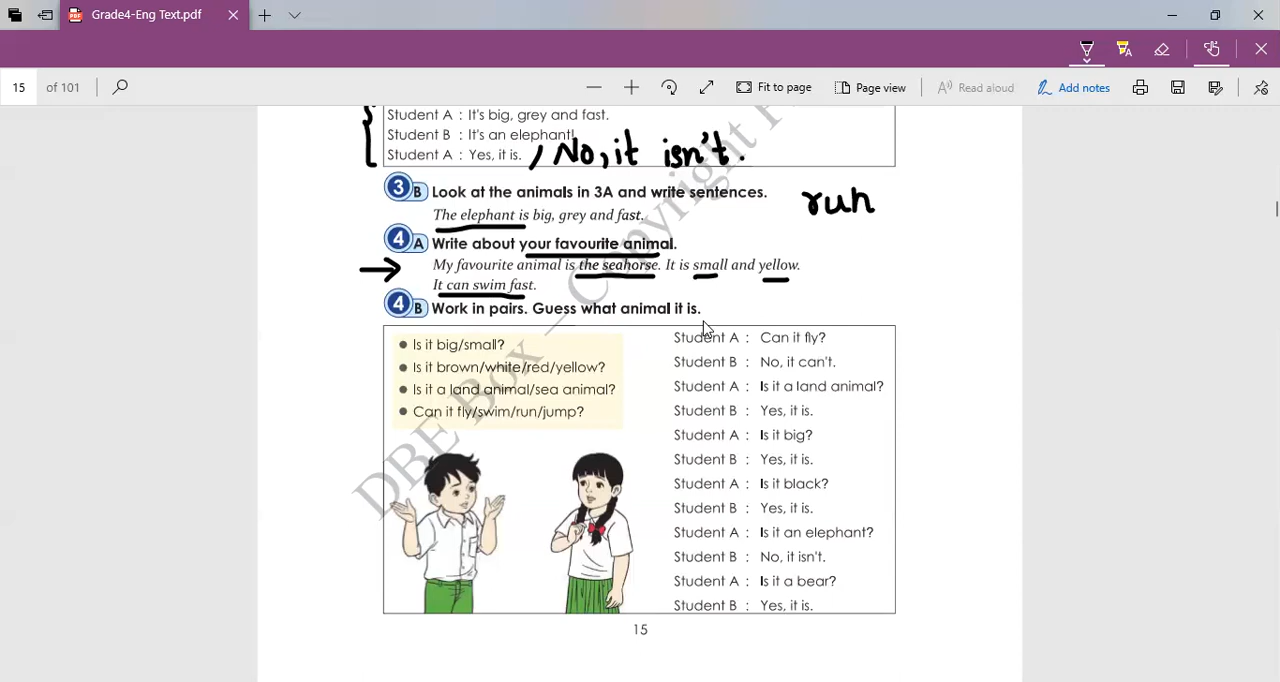 Grade4-Eng Text.pdf
15 of 101
Fit to page
Page view
Read aloud
Add notes
Student A : It's big, grey and fast.
Student B : It's an elephant!
Student A : Yes, it is. , No, it isn't.
3 B Look at the animals in 3A and write sentences.
run
The elephant is big, grey and fast.
4 A Write about your favourite animal.
My favourite animal is the seahorse. It is small and yellow.
It can swim fast.
4 B Work in pairs. Guess what animal it is.
• Is it big/small?
• Is it brown/white/red/yellow?
• Is it a land animal/sea animal?
• Can it fly/swim/run/jump?
Student A : Can it fly?
Student B : No, it can't.
Student A : Is it a land animal?
Student B : Yes, it is.
Student A : Is it big?
Student B : Yes, it is.
Student A : Is it black?
Student B : Yes, it is.
Student A : Is it an elephant?
Student B : No, it isn't.
Student A : Is it a bear?
Student B : Yes, it is.
DBE Box – Copyright
15